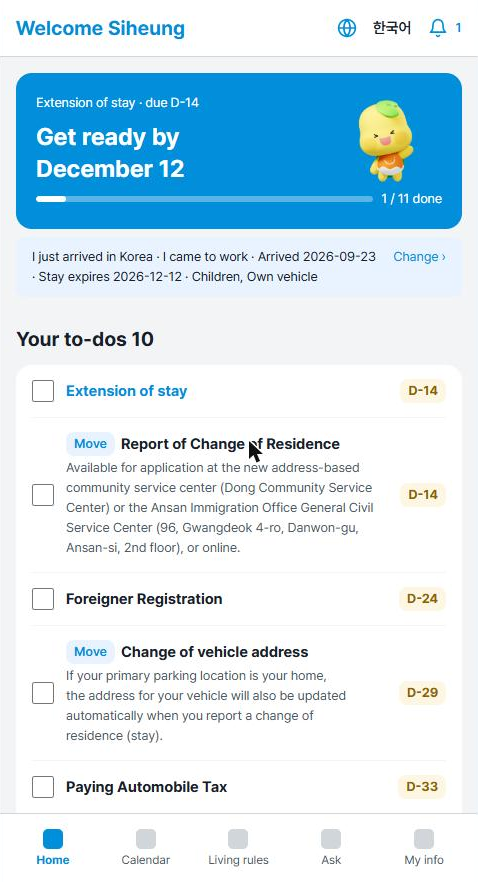 Welcome Siheung
한국어
1
Extension of stay · due D-14
Get ready by
December 12
1 / 11 done
I just arrived in Korea · I came to work · Arrived 2026-09-23
· Stay expires 2026-12-12 · Children, Own vehicle
Change ›
Your to-dos 10
Extension of stay
D-14
Move Report of Change of Residence
Available for application at the new address-based
community service center (Dong Community Service
Center) or the Ansan Immigration Office General Civil
Service Center (96, Gwangdeok 4-ro, Danwon-gu,
Ansan-si, 2nd floor), or online.
D-14
Foreigner Registration
D-24
Move Change of vehicle address
If your primary parking location is your home,
the address for your vehicle will also be updated
automatically when you report a change of
residence (stay).
D-29
Paying Automobile Tax
D-33
Home
Calendar
Living rules
Ask
My info